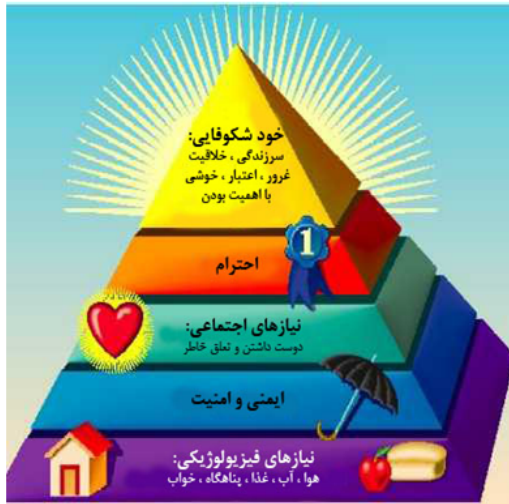 خود شکوفایی:
سرزندگی ، خلاقیت
غرور ، اعتبار ، خوشی
با اهمیت بودن
1
احترام
نیازهای اجتماعی:
دوست داشتن و تعلق خاطر
ایمنی و امنیت
نیازهای فیزیولوژیکی:
هوا ، آب ، غذا ، پناهگاه ، خواب